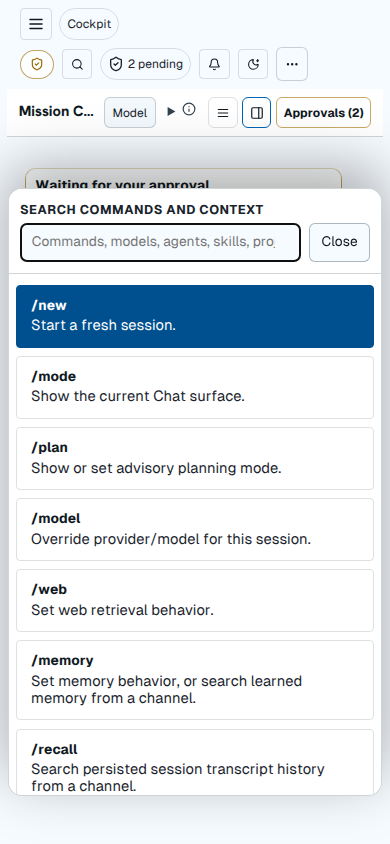 Cockpit
2 pending
Mission C...
Model
Approvals (2)
Waiting for your approval
SEARCH COMMANDS AND CONTEXT
Commands, models, agents, skills, pro
Close
/new
Start a fresh session.
/mode
Show the current Chat surface.
/plan
Show or set advisory planning mode.
/model
Override provider/model for this session.
/web
Set web retrieval behavior.
/memory
Set memory behavior, or search learned
memory from a channel.
/recall
Search persisted session transcript history
from a channel.